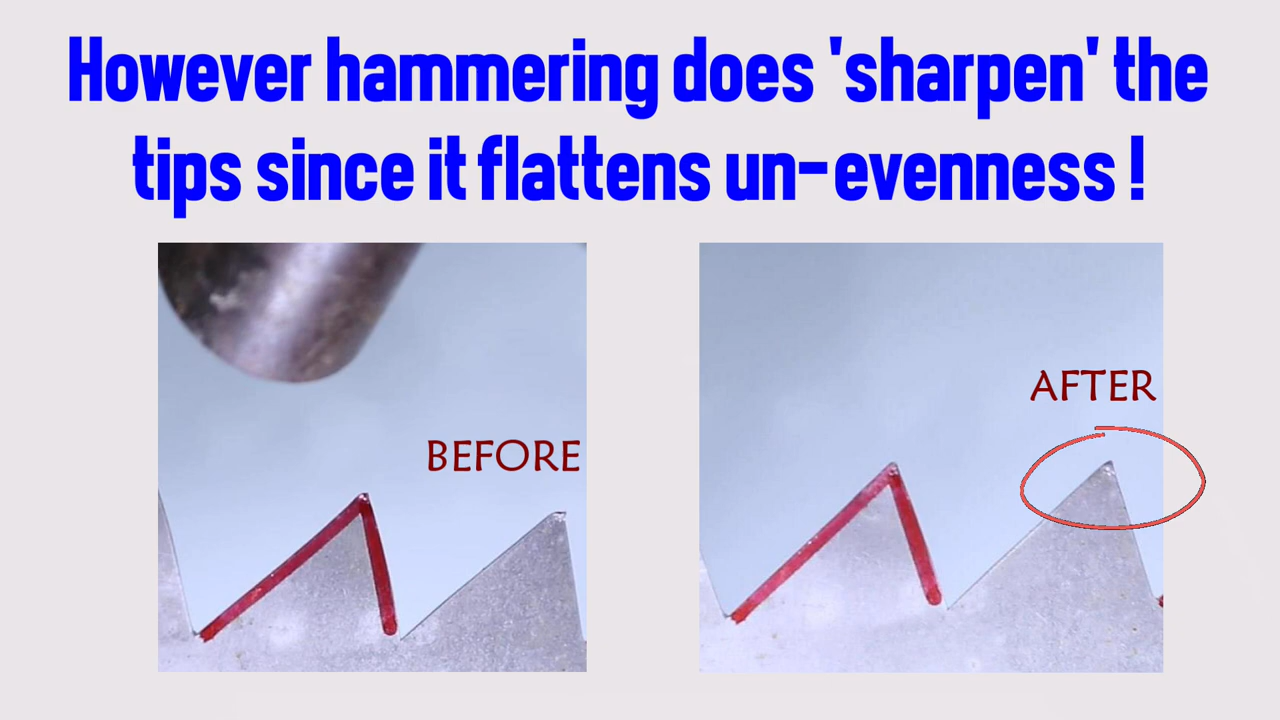 However hammering does 'sharpen' the
tips since it flattens un-evenness !
BEFORE
AFTER